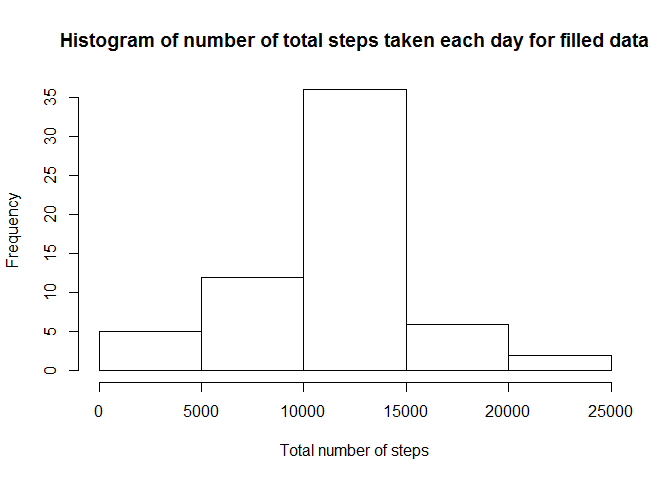 Histogram of number of total steps taken each day for filled data
Frequency
35
30
25
20
15
10
5
0
0 5000 10000 15000 20000 25000
Total number of steps